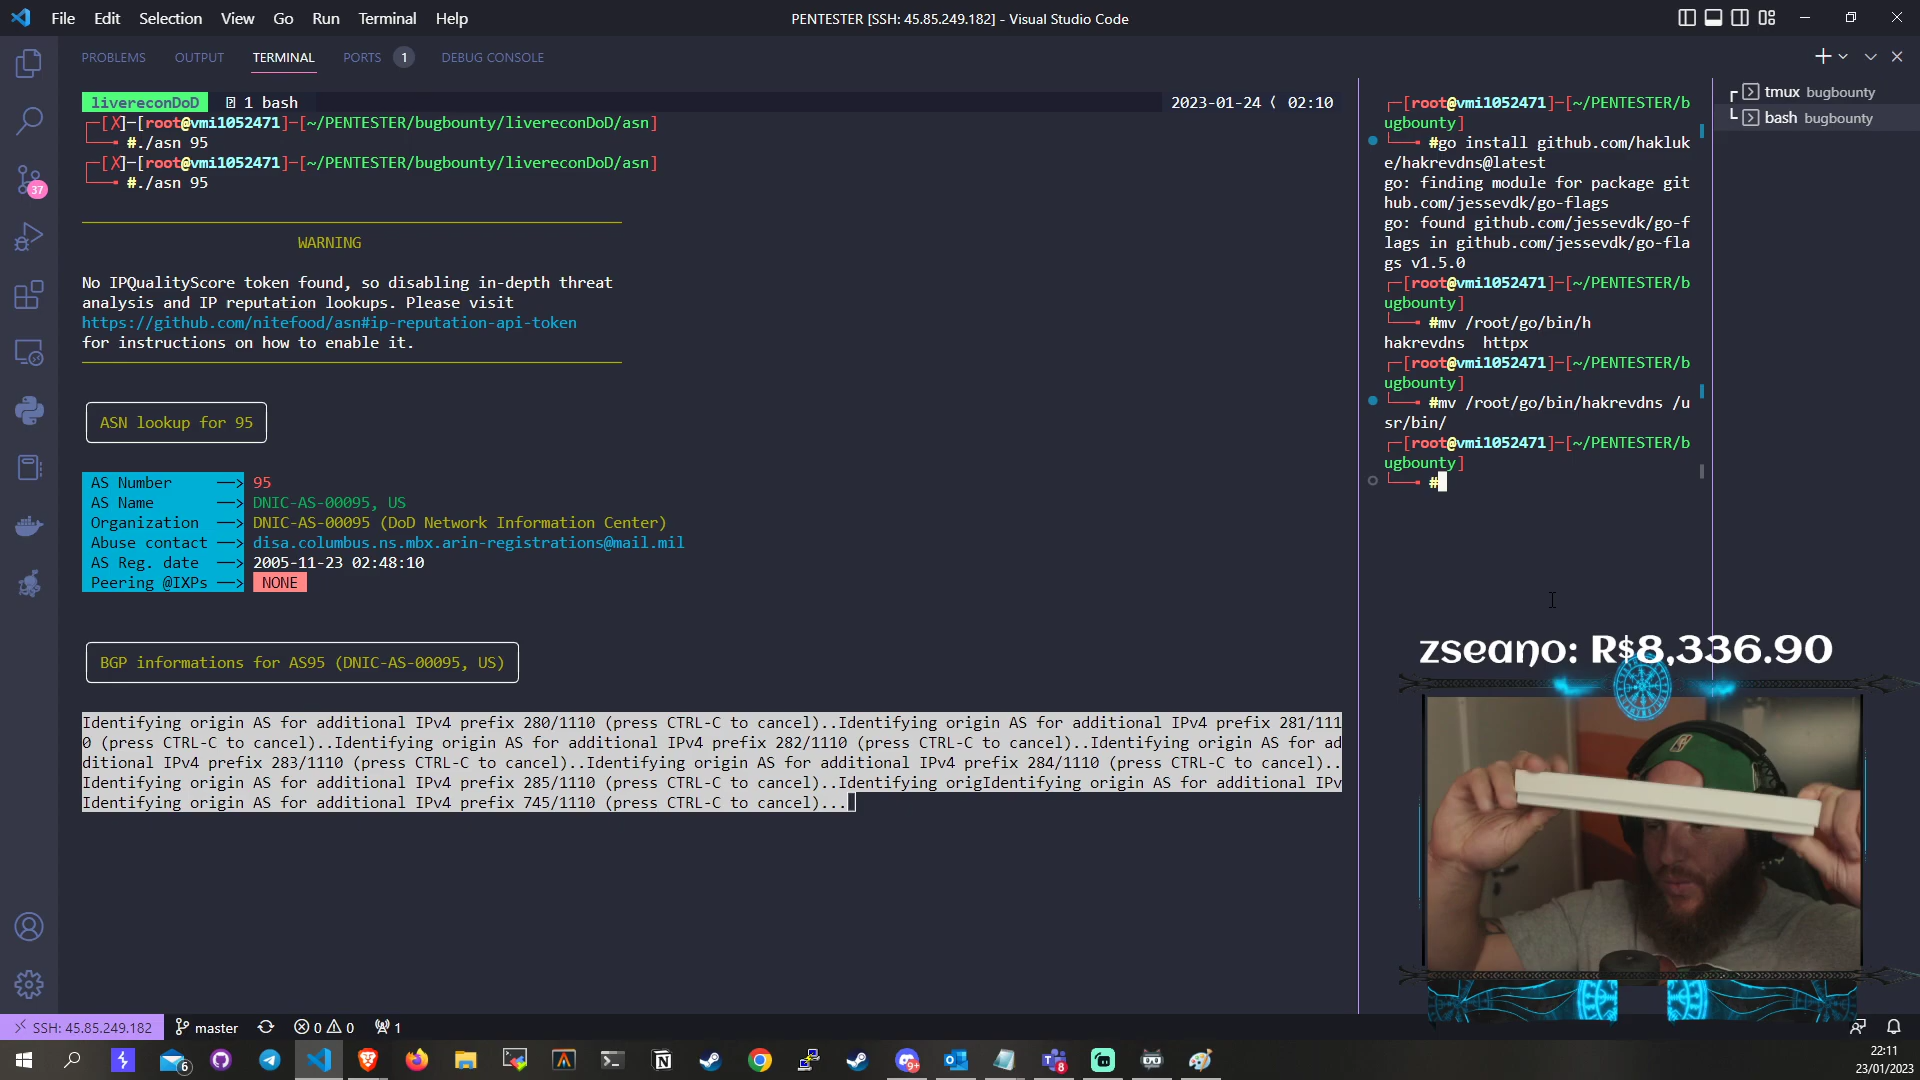 File Edit Selection View Go Run Terminal Help
PENTESTER [SSH: 45.85.249.182] - Visual Studio Code
PROBLEMS OUTPUT TERMINAL PORTS 1 DEBUG CONSOLE
livereconDoD 1 bash 2023-01-24 ⟨ 02:10
┌─[✗]─[root@vmi1052471]─[~/PENTESTER/bugbounty/livereconDoD/asn]
└──╼ #./asn 95
┌─[✗]─[root@vmi1052471]─[~/PENTESTER/bugbounty/livereconDoD/asn]
└──╼ #./asn 95
WARNING
No IPQualityScore token found, so disabling in-depth threat
analysis and IP reputation lookups. Please visit
https://github.com/nitefood/asn#ip-reputation-api-token
for instructions on how to enable it.
ASN lookup for 95
AS Number ──> 95
AS Name ──> DNIC-AS-00095, US
Organization ──> DNIC-AS-00095 (DoD Network Information Center)
Abuse contact ──> disa.columbus.ns.mbx.arin-registrations@mail.mil
AS Reg. date ──> 2005-11-23 02:48:10
Peering @IXPs ──> NONE
BGP informations for AS95 (DNIC-AS-00095, US)
Identifying origin AS for additional IPv4 prefix 280/1110 (press CTRL-C to cancel)..Identifying origin AS for additional IPv4 prefix 281/111
0 (press CTRL-C to cancel)..Identifying origin AS for additional IPv4 prefix 282/1110 (press CTRL-C to cancel)..Identifying origin AS for ad
ditional IPv4 prefix 283/1110 (press CTRL-C to cancel)..Identifying origin AS for additional IPv4 prefix 284/1110 (press CTRL-C to cancel)..
Identifying origin AS for additional IPv4 prefix 285/1110 (press CTRL-C to cancel)..Identifying origIdentifying origin AS for additional IPv
Identifying origin AS for additional IPv4 prefix 745/1110 (press CTRL-C to cancel)...
┌─[root@vmi1052471]─[~/PENTESTER/b
ugbounty]
└──╼ #go install github.com/hakluk
e/hakrevdns@latest
go: finding module for package git
hub.com/jessevdk/go-flags
go: found github.com/jessevdk/go-f
lags in github.com/jessevdk/go-fla
gs v1.5.0
┌─[root@vmi1052471]─[~/PENTESTER/b
ugbounty]
└──╼ #mv /root/go/bin/h
hakrevdns httpx
┌─[root@vmi1052471]─[~/PENTESTER/b
ugbounty]
└──╼ #mv /root/go/bin/hakrevdns /u
sr/bin/
┌─[root@vmi1052471]─[~/PENTESTER/b
ugbounty]
└──╼ #
tmux bugbounty
bash bugbounty
37
zseano: R$8,336.90
SSH: 45.85.249.182 master 0 0 1
6
9+
8
22:11
23/01/2023